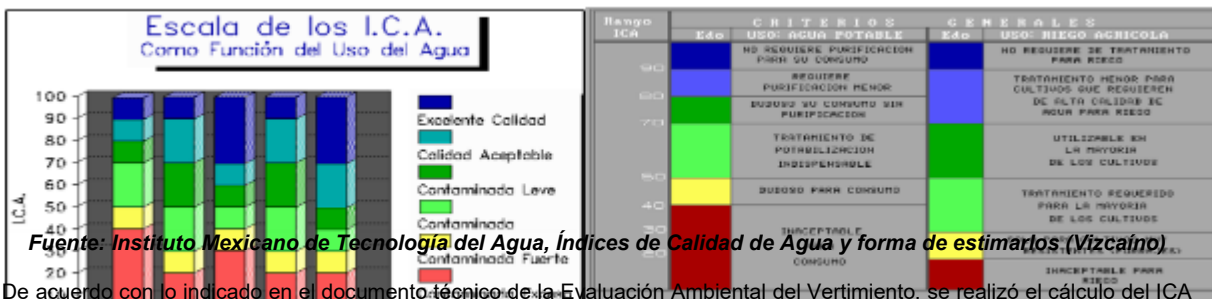 Escala de los I.C.A.
Como Función del Uso del Agua
100
90
80
70
60
50
40
30
20
I.C.A.
Excelente Calidad
Calidad Aceptable
Contaminada Leve
Contaminada
Contaminada Fuerte
Rango ICA
CRITERIOS GENERALES
Edo USO: AGUA POTABLE Edo USO: RIEGO AGRICOLA
90
80
70
50
40
30
20
NO REQUIERE PURIFICACION
PARA SU CONSUMO
REQUIERE
PURIFICACION MENOR
DUDOSO SU CONSUMO SIN
PURIFICACION
TRATAMIENTO DE
POTABILIZACION
INDISPENSABLE
DUDOSO PARA CONSUMO
INACEPTABLE
CONSUMO
NO REQUIERE DE TRATAMIENTO
PARA RIEGO
TRATAMIENTO MENOR PARA
CULTIVOS QUE REQUIEREN
DE ALTA CALIDAD DE
AGUA PARA RIEGO
UTILIZABLE EN
LA MAYORIA
DE LOS CULTIVOS
TRATAMIENTO REQUERIDO
PARA LA MAYORIA
DE LOS CULTIVOS
INACEPTABLE PARA
RIEGO
Fuente: Instituto Mexicano de Tecnología del Agua, Índices de Calidad de Agua y forma de estimarlos (Vizcaíno)
De acuerdo con lo indicado en el documento técnico de la Evaluación Ambiental del Vertimiento, se realizó el cálculo del ICA